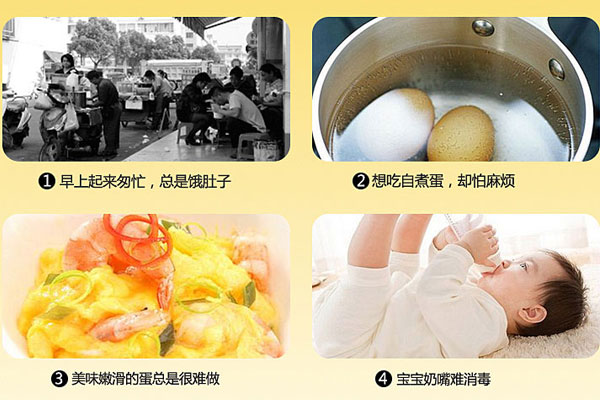 ❶ 早上起来匆忙，总是饿肚子
❷ 想吃自煮蛋，却怕麻烦
❸ 美味嫩滑的蛋总是很难做
❹ 宝宝奶嘴难消毒